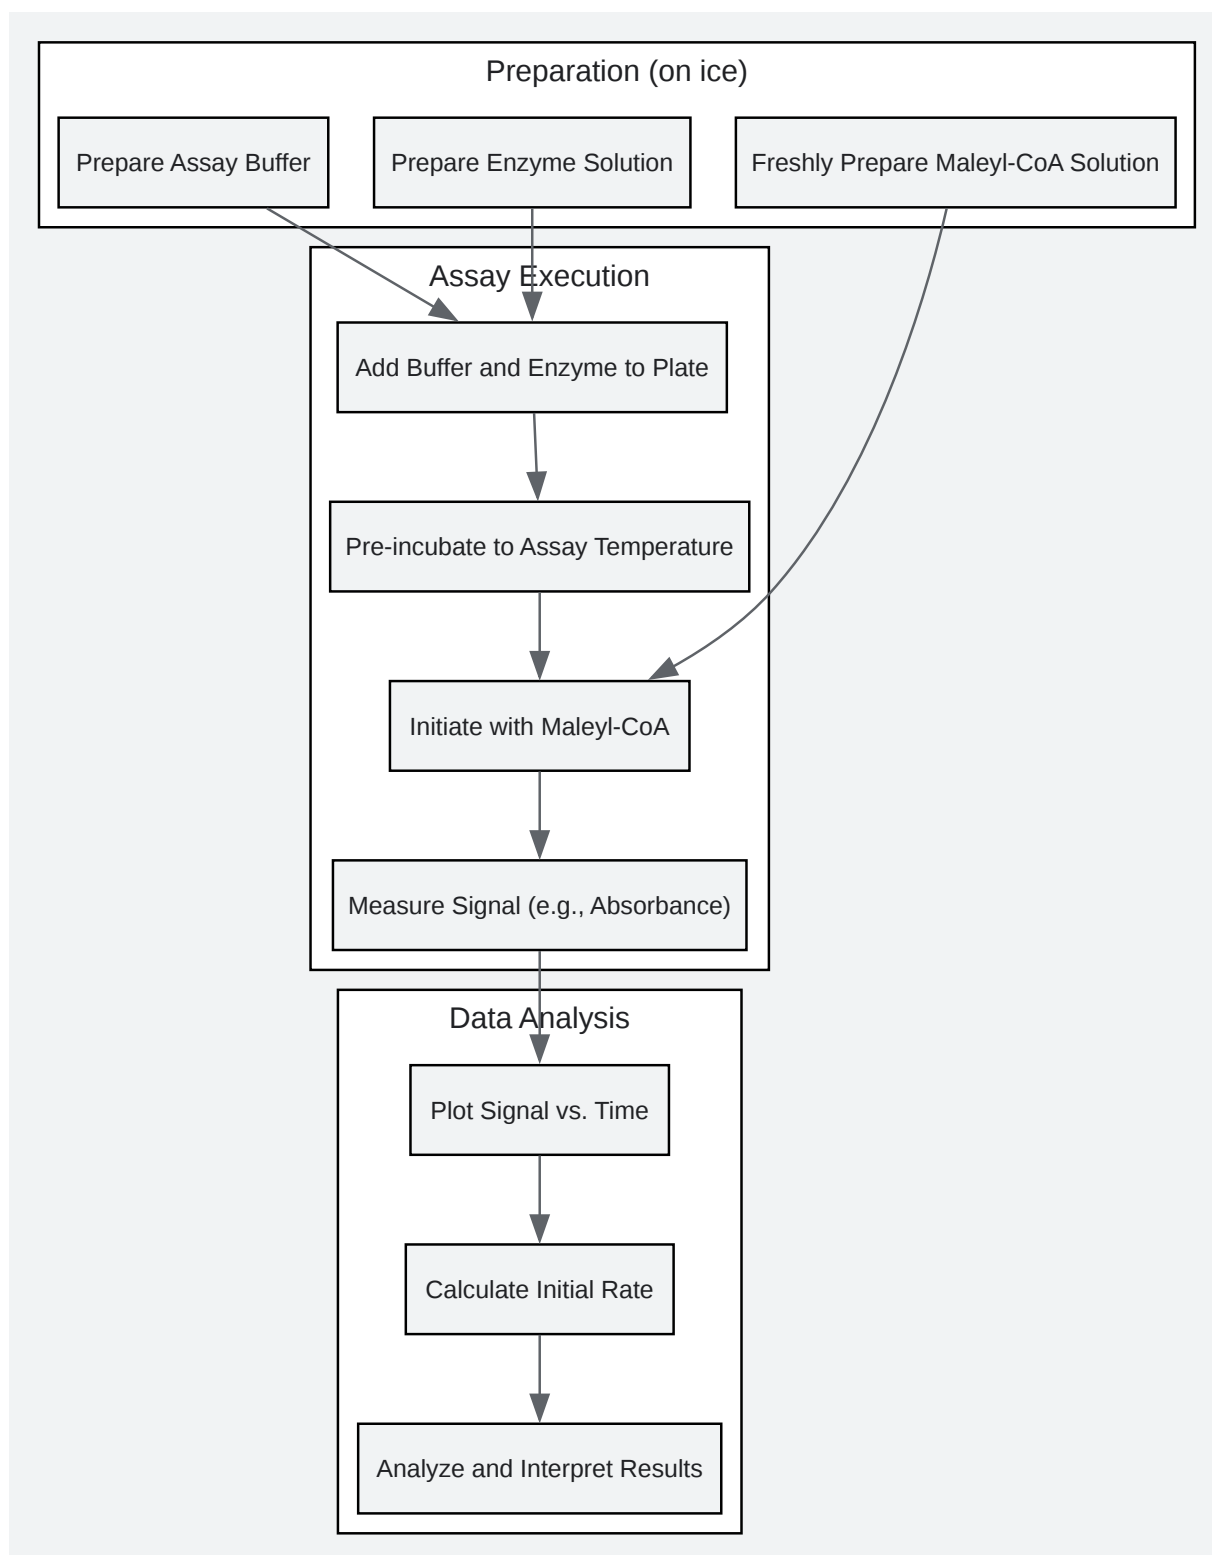 Preparation (on ice)
Prepare Assay Buffer
Prepare Enzyme Solution
Freshly Prepare Maleyl-CoA Solution
Assay Execution
Add Buffer and Enzyme to Plate
Pre-incubate to Assay Temperature
Initiate with Maleyl-CoA
Measure Signal (e.g., Absorbance)
Data Analysis
Plot Signal vs. Time
Calculate Initial Rate
Analyze and Interpret Results